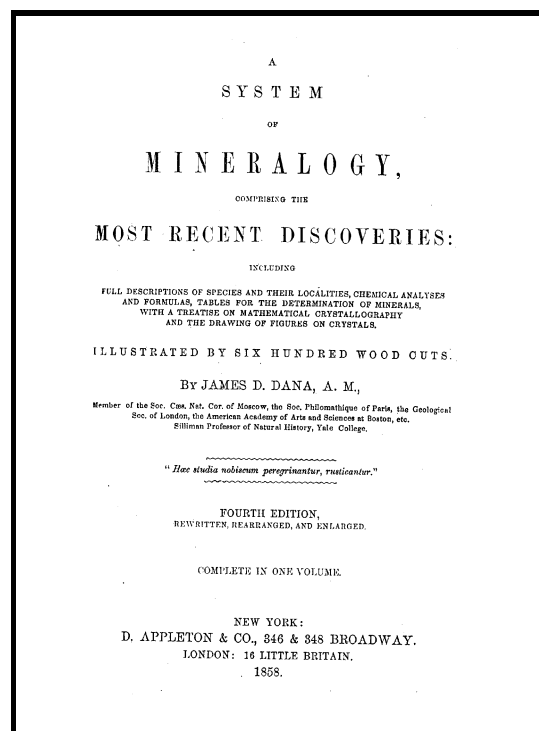 A
SYSTEM
OF
MINERALOGY,
COMPRISING THE
MOST RECENT DISCOVERIES:
INCLUDING
FULL DESCRIPTIONS OF SPECIES AND THEIR LOCALITIES, CHEMICAL ANALYSES
AND FORMULAS, TABLES FOR THE DETERMINATION OF MINERALS,
WITH A TREATISE ON MATHEMATICAL CRYSTALLOGRAPHY
AND THE DRAWING OF FIGURES ON CRYSTALS.
ILLUSTRATED BY SIX HUNDRED WOOD CUTS.
BY JAMES D. DANA, A. M.,
Member of the Soc. Cæs. Nat. Cur. of Moscow, the Soc. Philomathique of Paris, the Geological
Soc. of London, the American Academy of Arts and Sciences at Boston, etc.
Silliman Professor of Natural History, Yale College.
"Hæc studia nobiscum peregrinantur, rusticantur."
FOURTH EDITION,
REWRITTEN, REARRANGED, AND ENLARGED.
COMPLETE IN ONE VOLUME.
NEW YORK:
D. APPLETON & CO., 346 & 348 BROADWAY.
LONDON: 16 LITTLE BRITAIN.
1858.